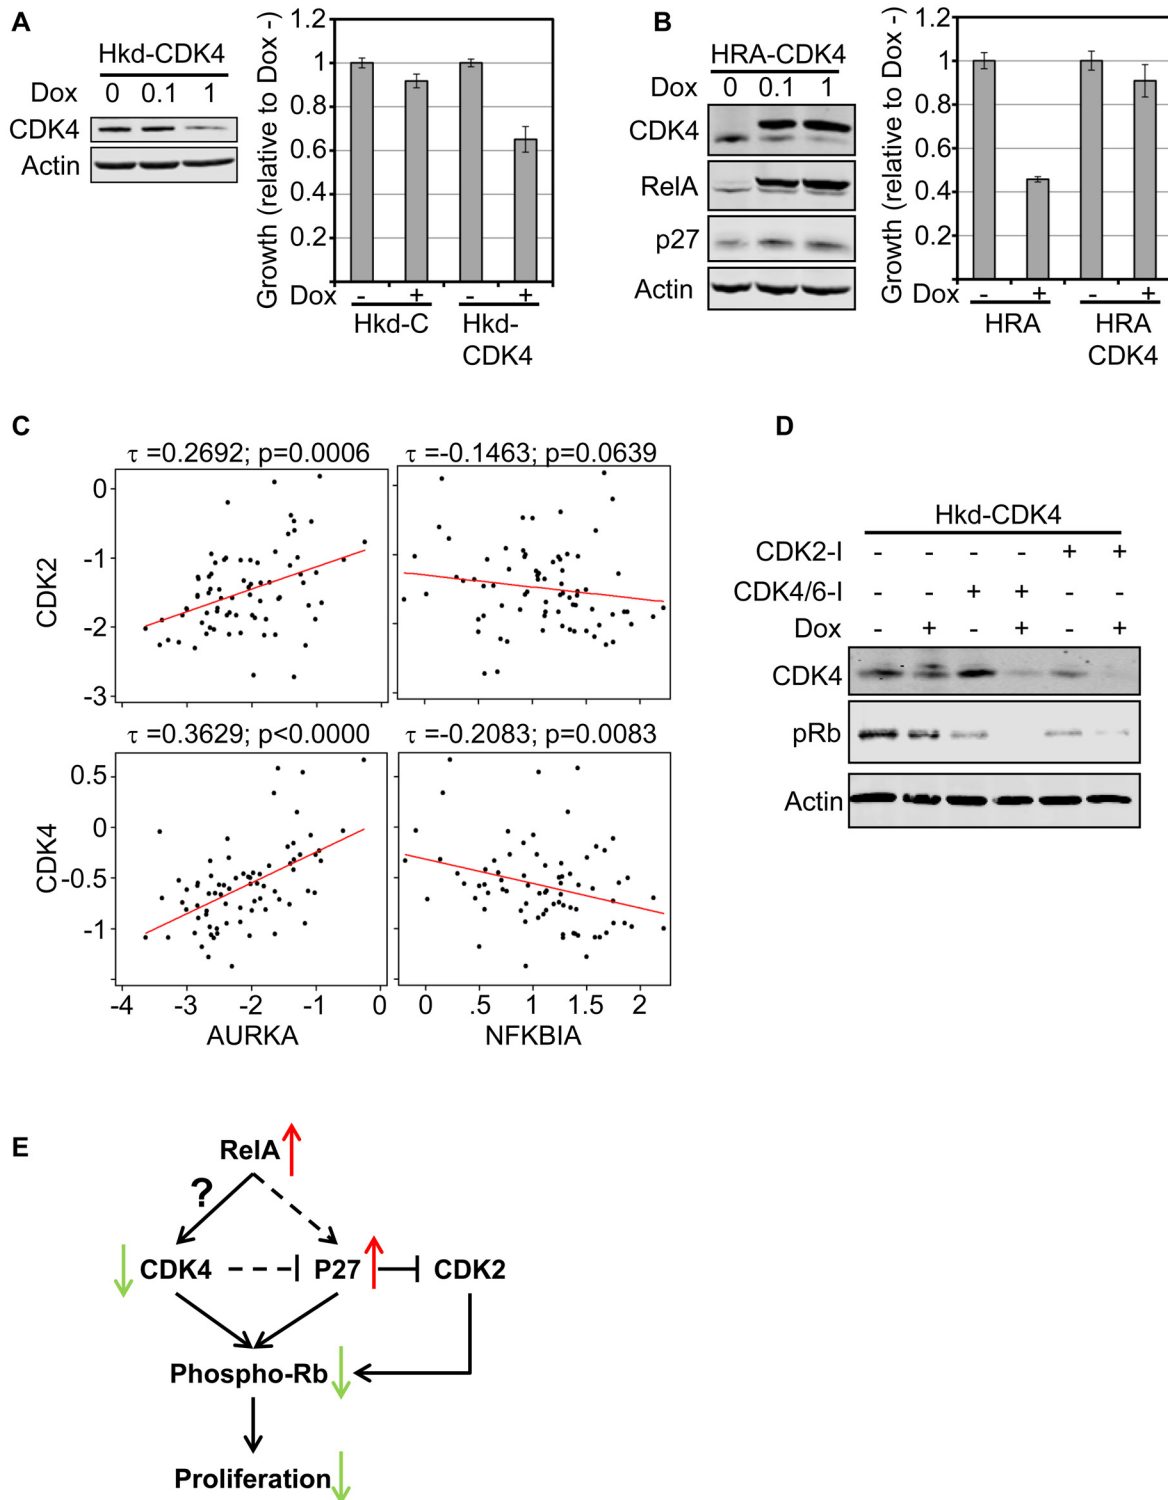 A
Hkd-CDK4
Dox 0 0.1 1
CDK4
Actin
Growth (relative to Dox -)
1.2
1
0.8
0.6
0.4
0.2
Dox - + - +
Hkd-C Hkd-
CDK4
B
HRA-CDK4
Dox 0 0.1 1
CDK4
RelA
p27
Actin
Growth (relative to Dox -)
1.2
1
0.8
0.6
0.4
0.2
Dox - + - +
HRA HRA
CDK4
C
τ =0.2692; p=0.0006 τ =-0.1463; p=0.0639
CDK2
0
-1
-2
-3
τ =0.3629; p<0.0000 τ =-0.2083; p=0.0083
CDK4
0.5
0
-0.5
-1
-4 -3 -2 -1 0 0 .5 1 1.5 2
AURKA NFKBIA
D
Hkd-CDK4
CDK2-I - - - - + +
CDK4/6-I - - + + - -
Dox - + - + - +
CDK4
pRb
Actin
E
RelA
?
CDK4 P27 CDK2
Phospho-Rb
Proliferation